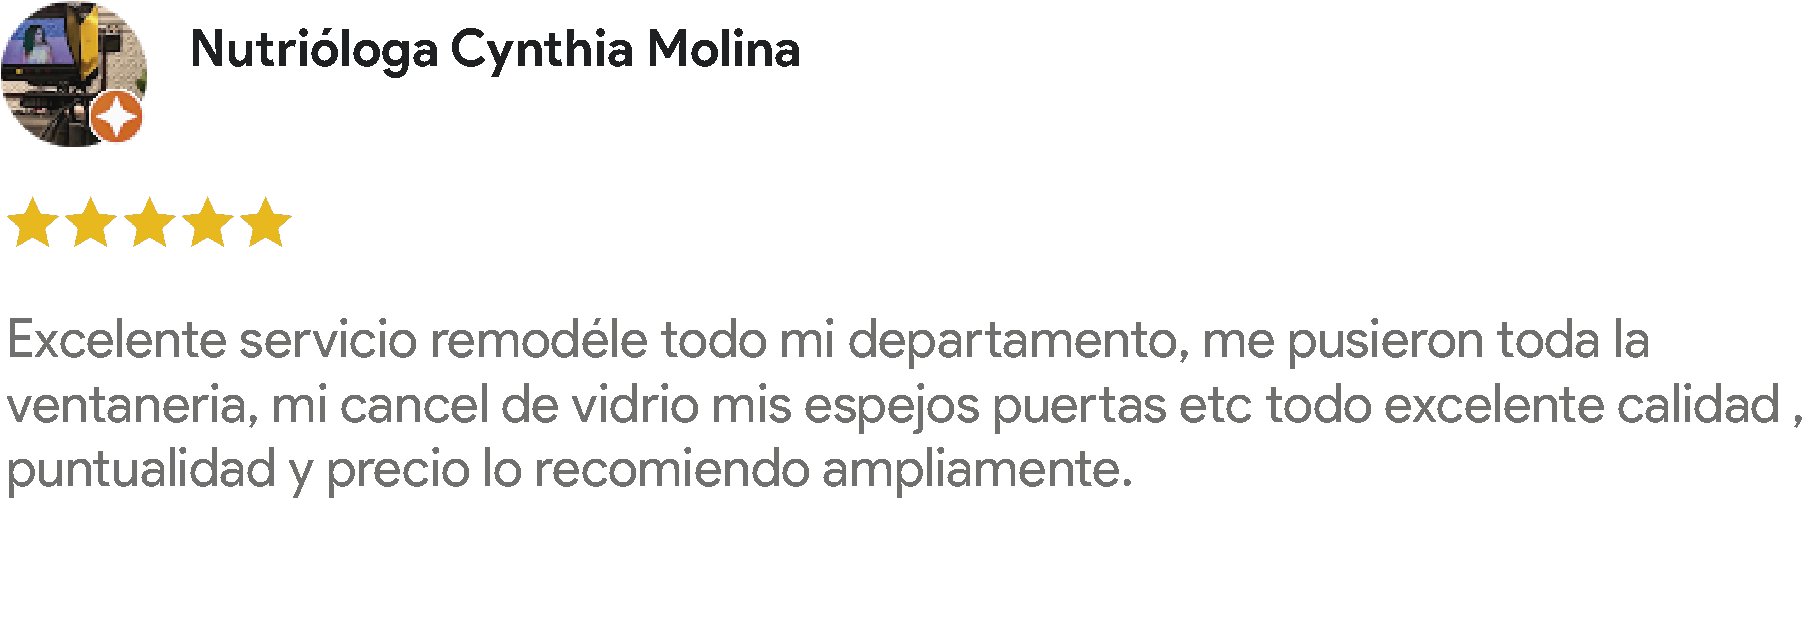 Nutrióloga Cynthia Molina
Excelente servicio remodéle todo mi departamento, me pusieron toda la
ventaneria, mi cancel de vidrio mis espejos puertas etc todo excelente calidad ,
puntualidad y precio lo recomiendo ampliamente.